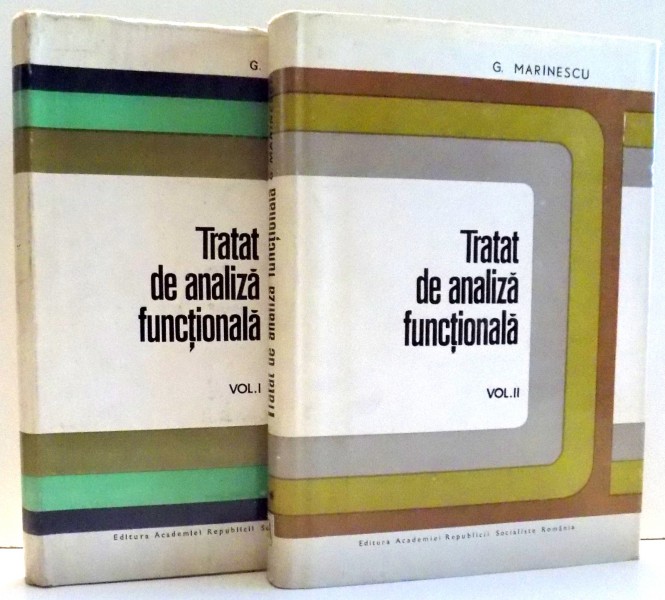 G.
Tratat
de analiză
funcțională
VOL.I
Editura Academiei Republicii
Tratat de analiză funcțională G MARIN
G. MARINESCU
Tratat
de analiză
funcțională
VOL.II
Editura Academiei Republicii Socialiste România